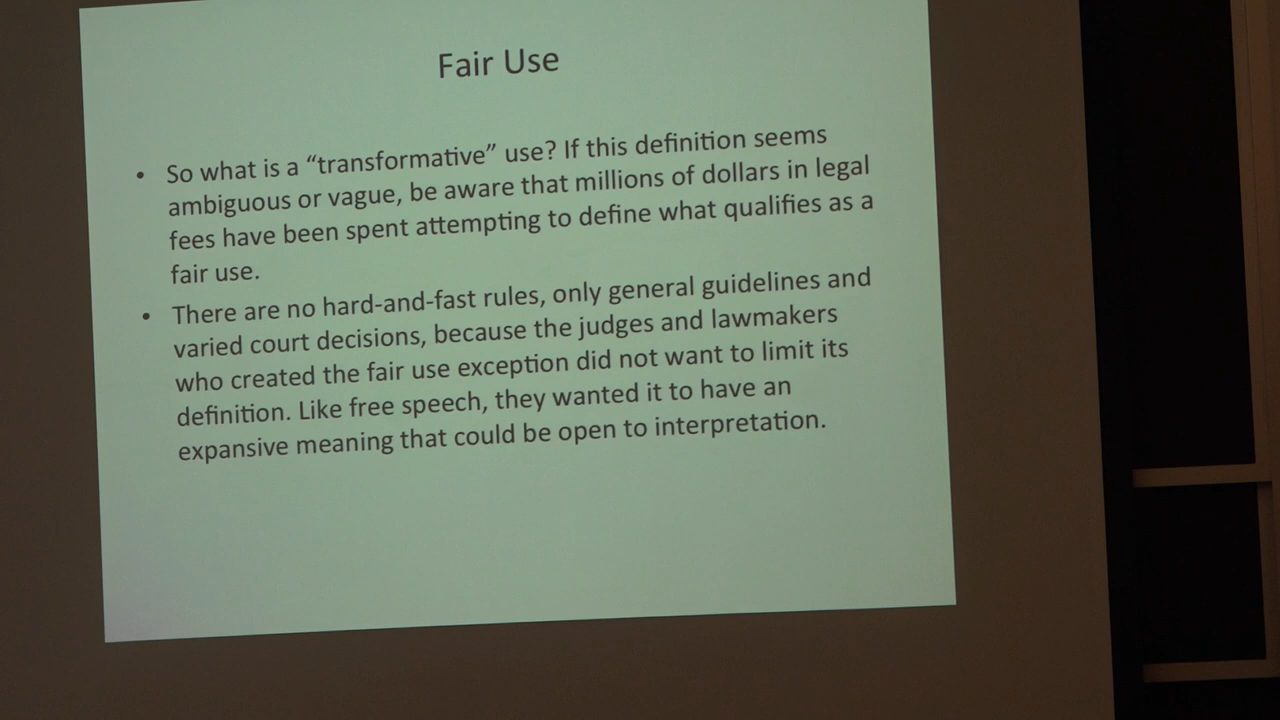 Fair Use
• So what is a “transformative” use? If this definition seems
ambiguous or vague, be aware that millions of dollars in legal
fees have been spent attempting to define what qualifies as a
fair use.
• There are no hard-and-fast rules, only general guidelines and
varied court decisions, because the judges and lawmakers
who created the fair use exception did not want to limit its
definition. Like free speech, they wanted it to have an
expansive meaning that could be open to interpretation.